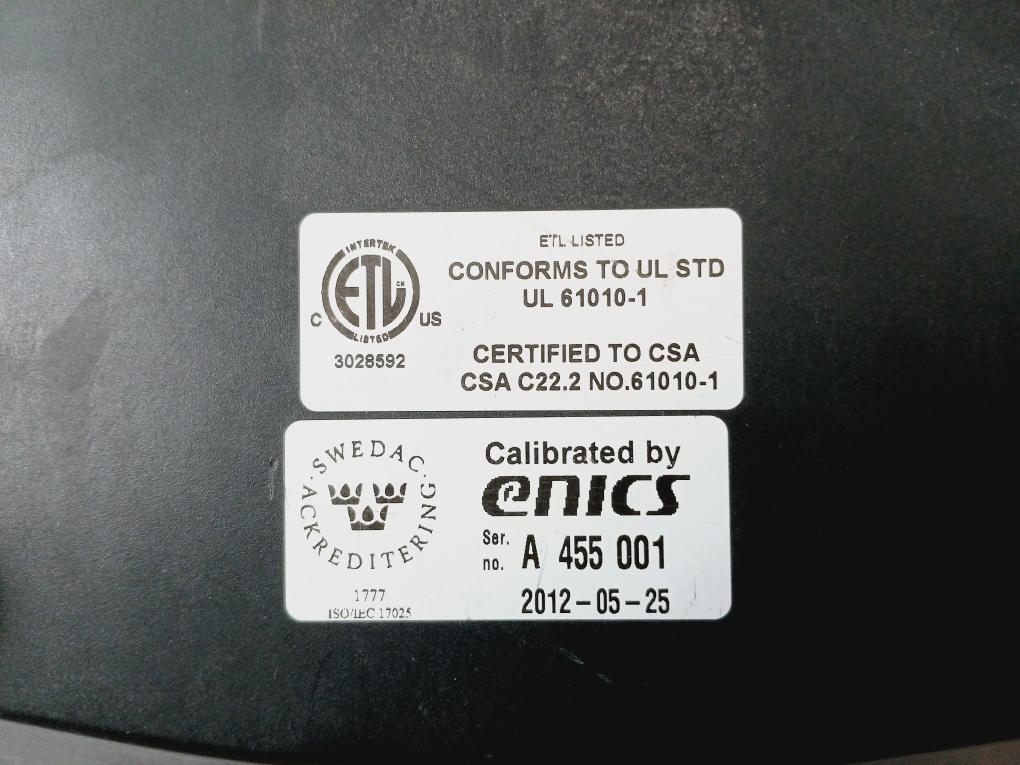 INTERTEK
ETL CM
LISTED
C US
3028592
ETL LISTED
CONFORMS TO UL STD
UL 61010-1
CERTIFIED TO CSA
CSA C22.2 NO.61010-1
· SWEDAC ·
ACKREDITERING
1777
ISO/IEC 17025
Calibrated by
enics
Ser.
no. A 455 001
2012-05-25